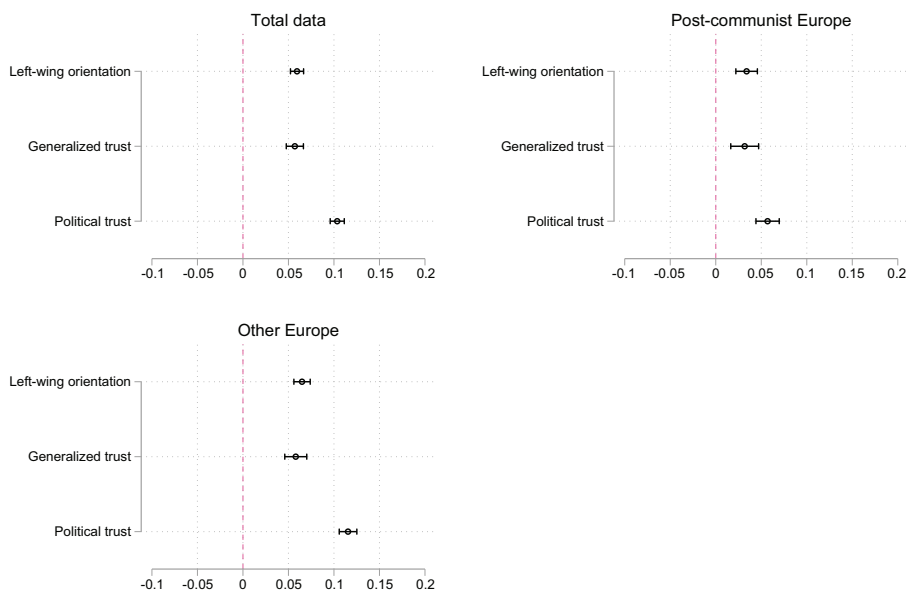 Total data
Left-wing orientation
Generalized trust
Political trust
-0.1 -0.05 0 0.05 0.1 0.15 0.2
Post-communist Europe
Left-wing orientation
Generalized trust
Political trust
-0.1 -0.05 0 0.05 0.1 0.15 0.2
Other Europe
Left-wing orientation
Generalized trust
Political trust
-0.1 -0.05 0 0.05 0.1 0.15 0.2